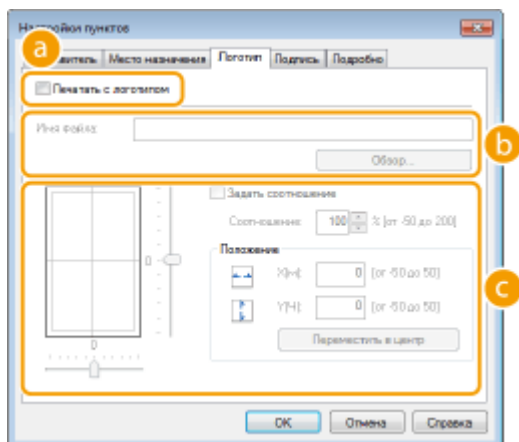 Настройки пунктов
a
витель Место назначения Логотип Подпись Подробно
Печатать с логотипом
Имя файла:
b
Обзор...
Задать соотношение
Соотношение: 100 % [от -50 до 200]
Положение
0 X[м]: 0 [от -50 до 50]
c
Y[Ч]: 0 [от -50 до 50]
Переместить в центр
0
OK Отмена Справка